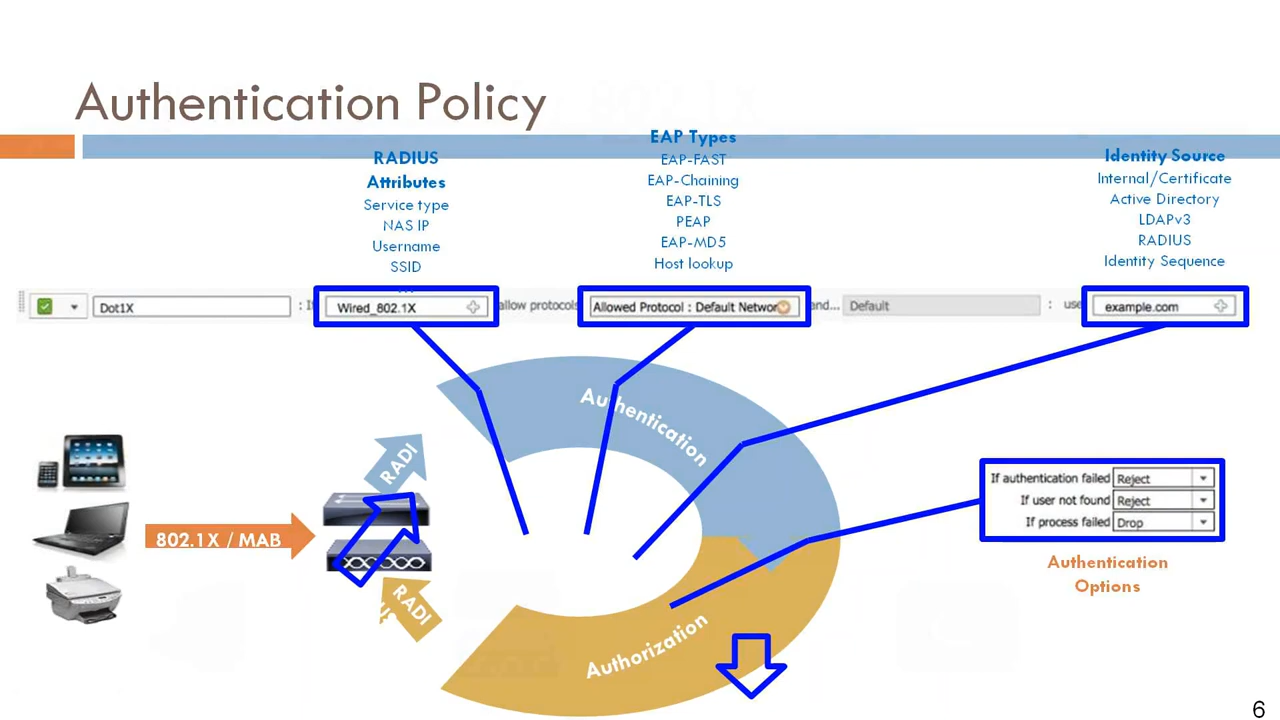 Authentication Policy
RADIUS
Attributes
Service type
NAS IP
Username
SSID
EAP Types
EAP-FAST
EAP-Chaining
EAP-TLS
PEAP
EAP-MD5
Host lookup
Identity Source
Internal/Certificate
Active Directory
LDAPv3
RADIUS
Identity Sequence
Dot1X : If Wired_802.1X allow protocols Allowed Protocol : Default Networ and... Default : use example.com
Authentication
RADI
802.1X / MAB
RADI
US
Authorization
If authentication failed Reject
If user not found Reject
If process failed Drop
Authentication
Options
6